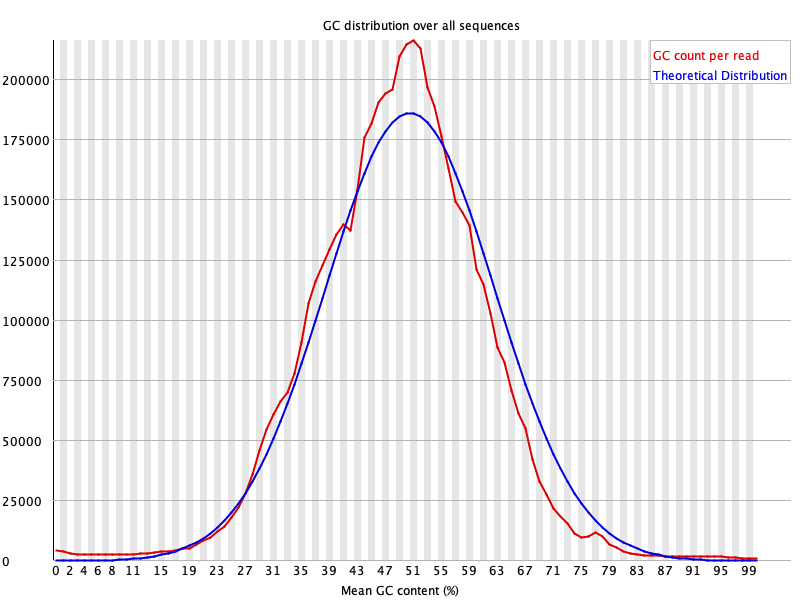 GC distribution over all sequences
GC count per read
Theoretical Distribution
200000
175000
150000
125000
100000
75000
50000
25000
0
0 2 4 6 8 11 15 19 23 27 31 35 39 43 47 51 55 59 63 67 71 75 79 83 87 91 95 99
Mean GC content (%)